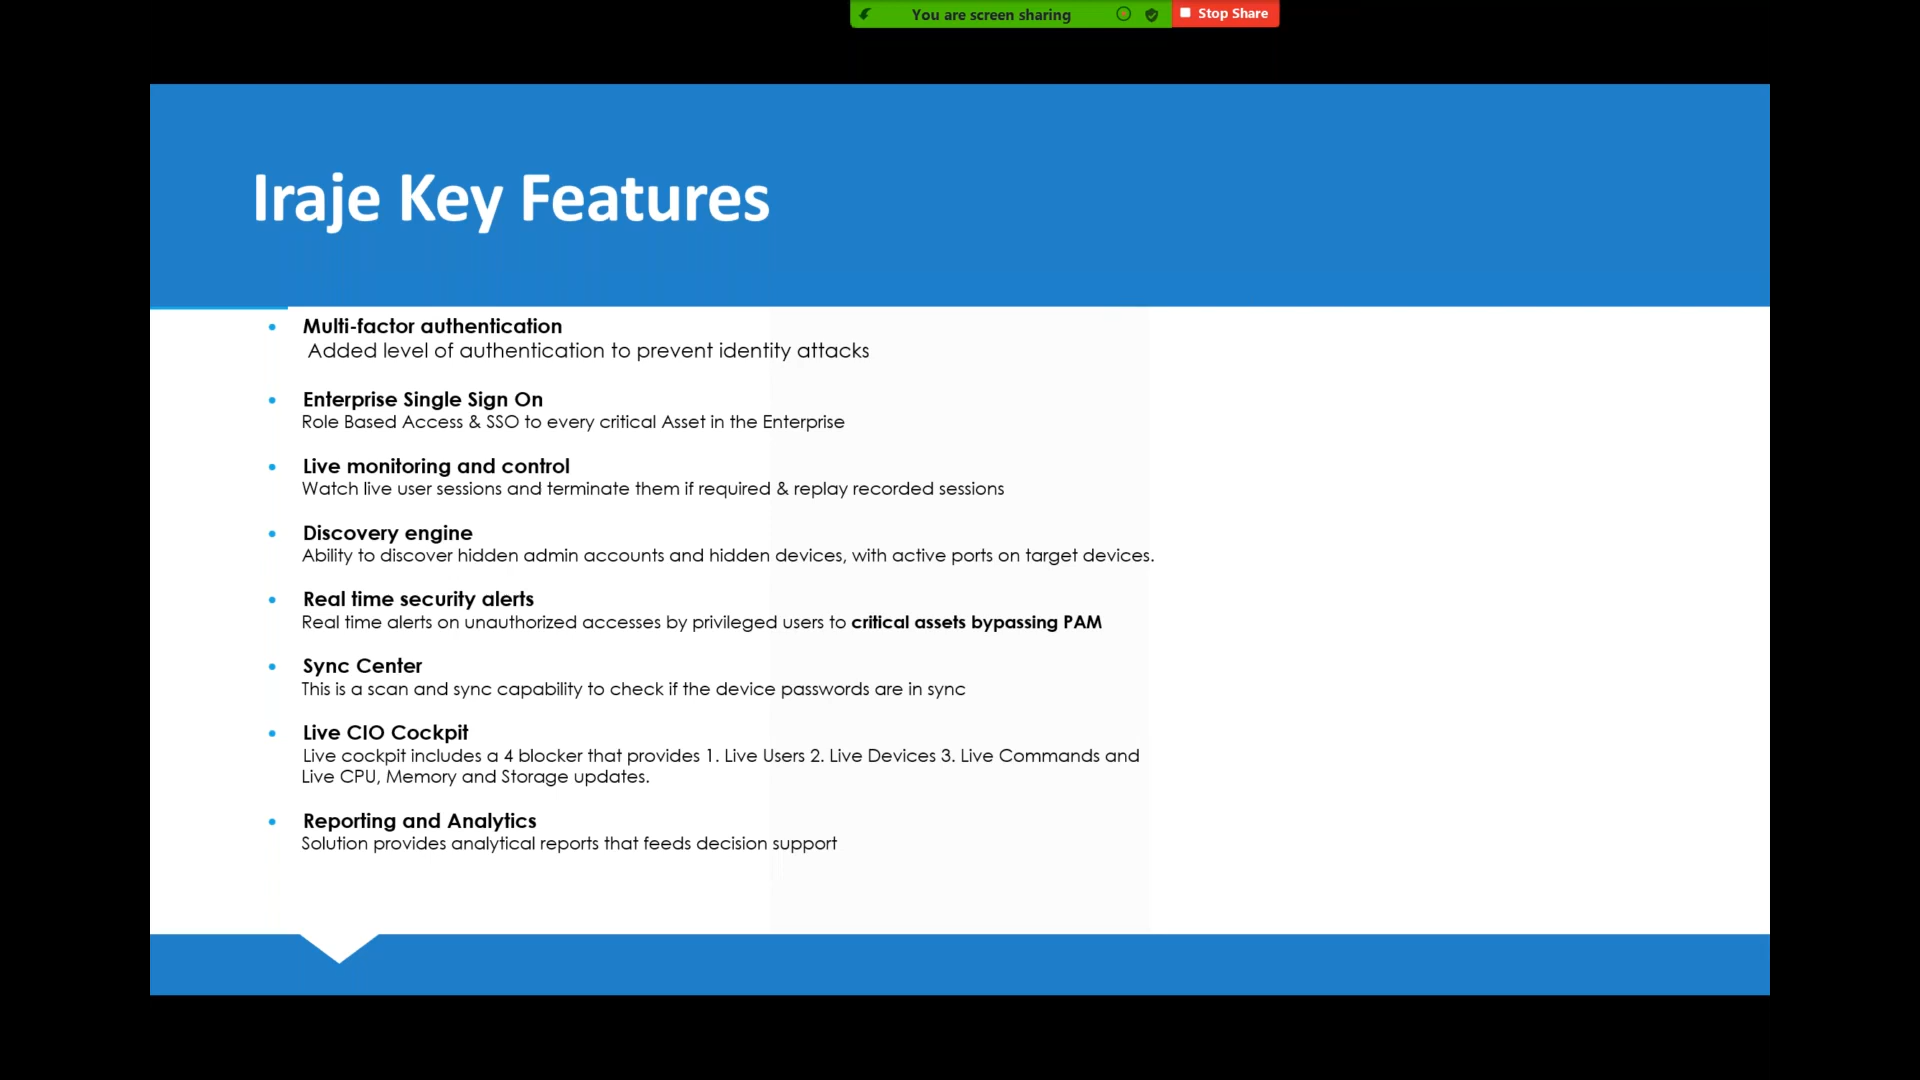 You are screen sharing
Stop Share
Iraje Key Features
• Multi-factor authentication
Added level of authentication to prevent identity attacks
• Enterprise Single Sign On
Role Based Access & SSO to every critical Asset in the Enterprise
• Live monitoring and control
Watch live user sessions and terminate them if required & replay recorded sessions
• Discovery engine
Ability to discover hidden admin accounts and hidden devices, with active ports on target devices.
• Real time security alerts
Real time alerts on unauthorized accesses by privileged users to critical assets bypassing PAM
• Sync Center
This is a scan and sync capability to check if the device passwords are in sync
• Live CIO Cockpit
Live cockpit includes a 4 blocker that provides 1. Live Users 2. Live Devices 3. Live Commands and
Live CPU, Memory and Storage updates.
• Reporting and Analytics
Solution provides analytical reports that feeds decision support